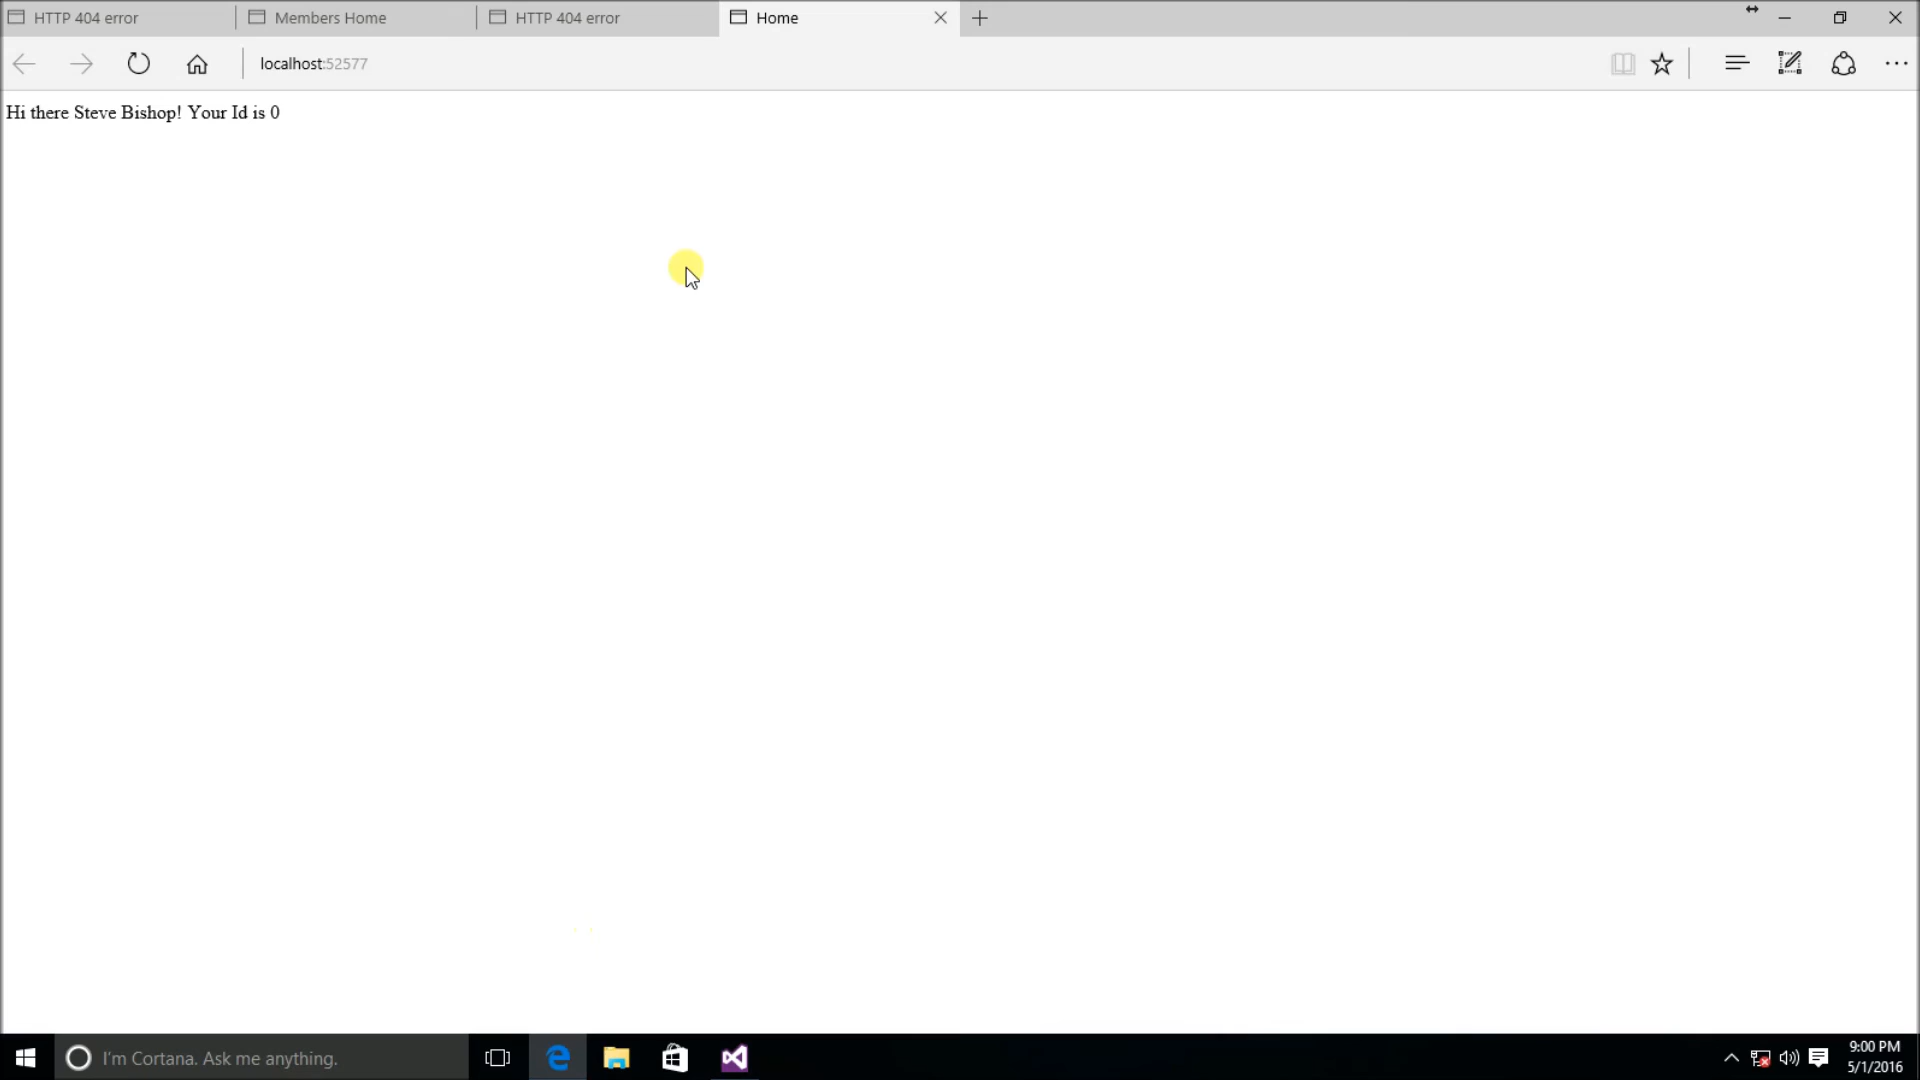 HTTP 404 error
Members Home
HTTP 404 error
Home
localhost:52577
Hi there Steve Bishop! Your Id is 0
I'm Cortana. Ask me anything.
9:00 PM
5/1/2016